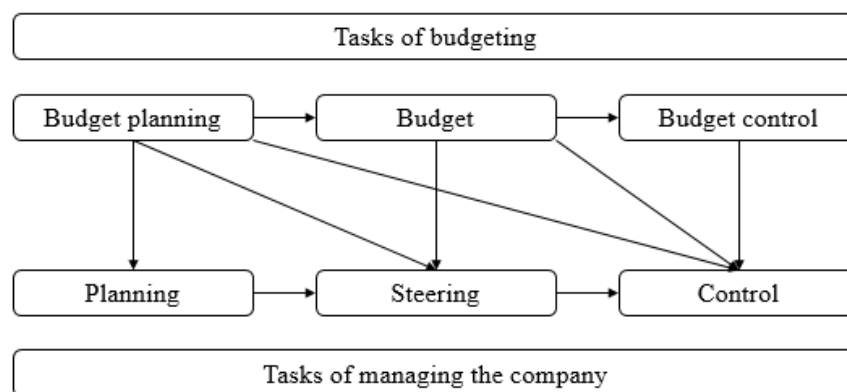 Tasks of budgeting
Budget planning
Budget
Budget control
Planning
Steering
Control
Tasks of managing the company